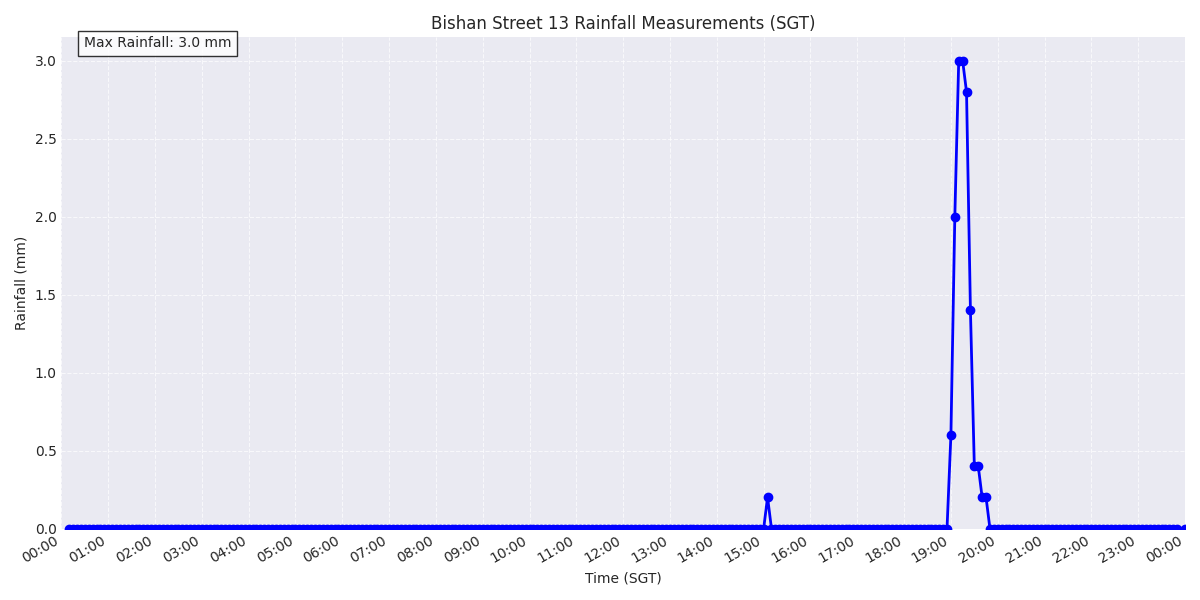 Bishan Street 13 Rainfall Measurements (SGT)
Max Rainfall: 3.0 mm
3.0
2.5
2.0
1.5
1.0
0.5
0.0
Rainfall (mm)
00:00 01:00 02:00 03:00 04:00 05:00 06:00 07:00 08:00 09:00 10:00 11:00 12:00 13:00 14:00 15:00 16:00 17:00 18:00 19:00 20:00 21:00 22:00 23:00 00:00
Time (SGT)